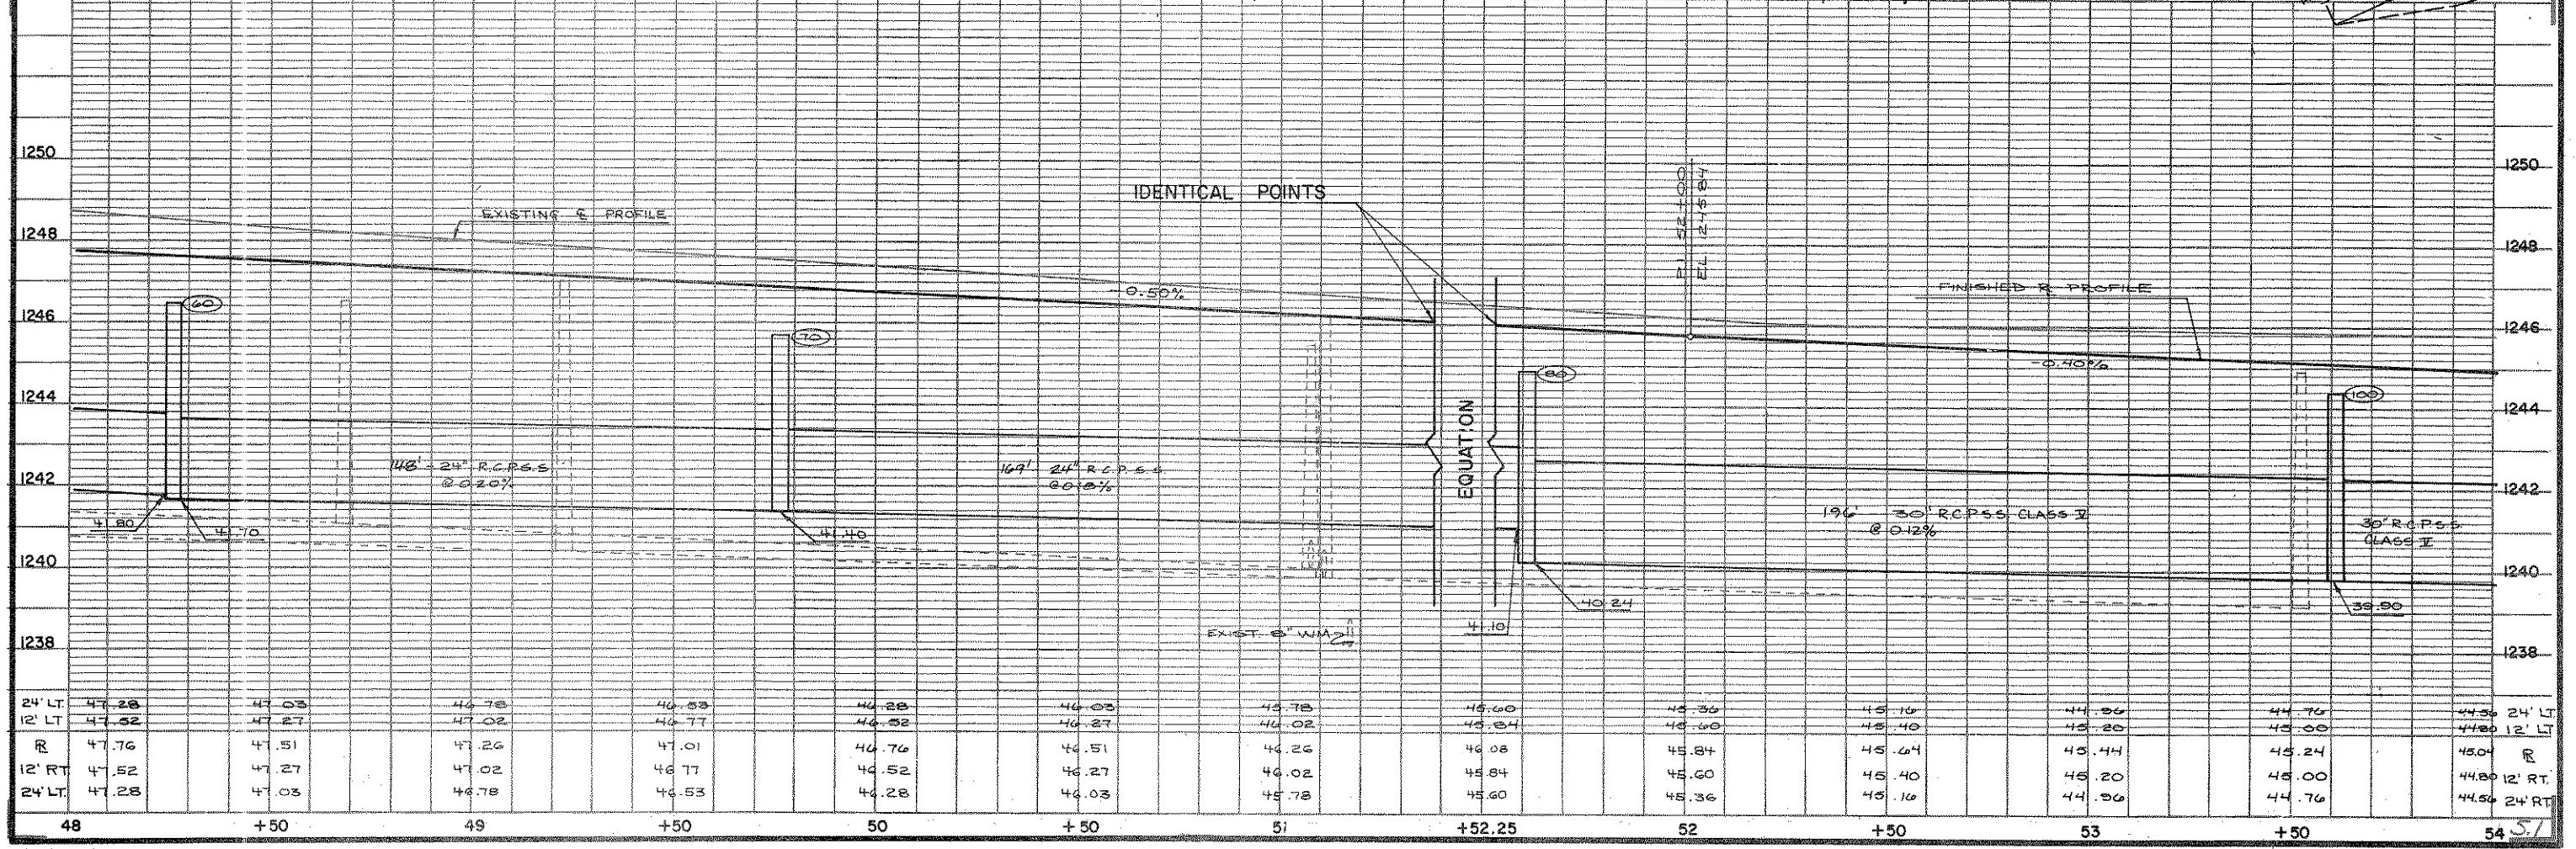 1250
1250
IDENTICAL POINTS
P.I. 52+00
EL. 1245.84
EXISTING ℄ PROFILE
1248
1248
-0.50%
FINISHED ⅊ PROFILE
60
1246
1246
70
-0.40%
80
100
1244
1244
EQUATION
148' - 24" R.C.P.S.S.
@ 0.20%
169' 24" R.C.P.S.S.
@ 0.18%
1242
1242
196' 30" R.C.P.S.S. CLASS V
@ 0.12%
30" R.C.P.S.S.
CLASS V
41.80
41.70
41.40
1240
1240
40.24
39.90
EXIST. 8" WM
41.10
1238
1238
24' LT. 47.28 47.03 46.78 46.53 46.28 46.03 45.78 45.60 45.36 45.16 44.96 44.76 44.56 24' LT
12' LT 47.52 47.27 47.02 46.77 46.52 46.27 46.02 45.84 45.60 45.40 45.20 45.00 44.80 12' LT
⅊ 47.76 47.51 47.26 47.01 46.76 46.51 46.26 46.08 45.84 45.64 45.44 45.24 45.04 ⅊
12' RT 47.52 47.27 47.02 46.77 46.52 46.27 46.02 45.84 45.60 45.40 45.20 45.00 44.80 12' RT.
24' LT. 47.28 47.03 46.78 46.53 46.28 46.03 45.78 45.60 45.36 45.16 44.96 44.76 44.56 24' RT
48 +50 49 +50 50 +50 51 +52.25 52 +50 53 +50 54
5.1